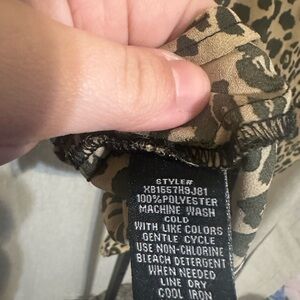 STYLE#
XB1557H9J81
100%POLYESTER
MACHINE WASH
COLD
WITH LIKE COLORS
GENTLE CYCLE
USE NON-CHLORINE
BLEACH DETERGENT
WHEN NEEDED
LINE DRY
COOL IRON